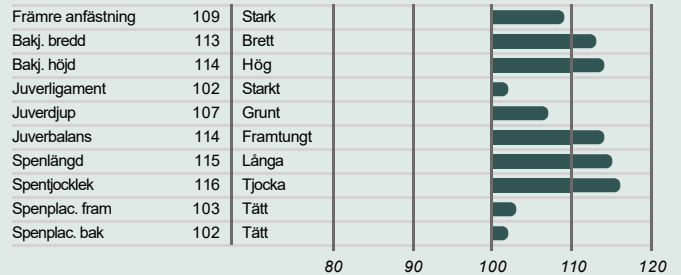 Främre anfästning 109 Stark
Bakj. bredd 113 Brett
Bakj. höjd 114 Hög
Juverligament 102 Starkt
Juverdjup 107 Grunt
Juverbalans 114 Framtungt
Spenlängd 115 Långa
Spentjocklek 116 Tjocka
Spenplac. fram 103 Tätt
Spenplac. bak 102 Tätt
80 90 100 110 120